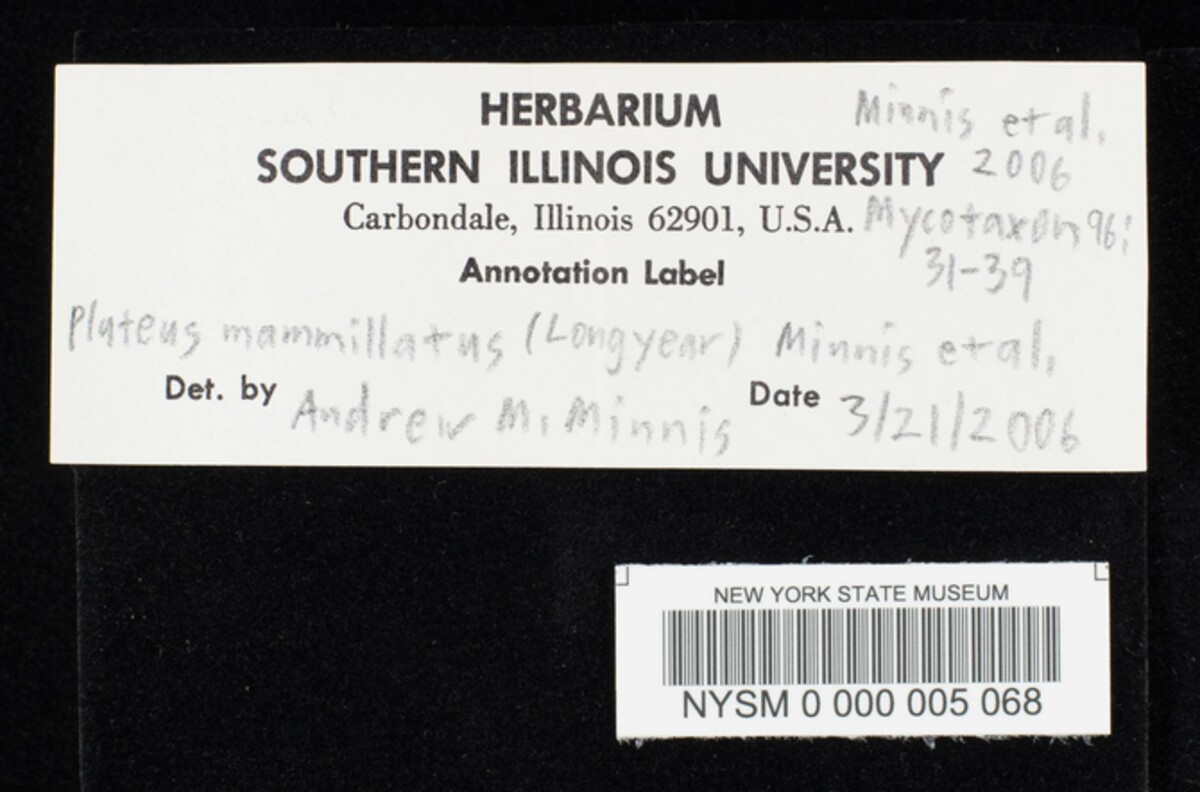 HERBARIUM
SOUTHERN ILLINOIS UNIVERSITY
Carbondale, Illinois 62901, U.S.A.
Annotation Label
Minnis et al.
2006
Mycotaxon 96:
31-39
Pluteus mammillatus (Longyear) Minnis et al.
Det. by Andrew M. Minnis Date 3/21/2006
NEW YORK STATE MUSEUM
NYSM 0 000 005 068